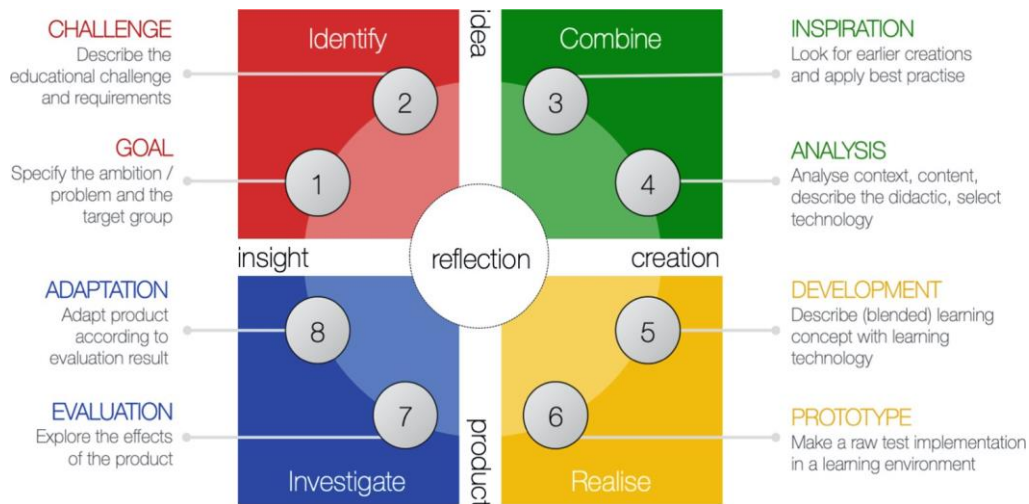 CHALLENGE
Describe the
educational challenge
and requirements
GOAL
Specify the ambition /
problem and the
target group
Identify
2
1
idea
Combine
3
4
INSPIRATION
Look for earlier creations
and apply best practise
ANALYSIS
Analyse context, content,
describe the didactic, select
technology
insight
reflection
creation
ADAPTATION
Adapt product
according to
evaluation result
EVALUATION
Explore the effects
of the product
8
7
Investigate
product
5
6
Realise
DEVELOPMENT
Describe (blended) learning
concept with learning
technology
PROTOTYPE
Make a raw test implementation
in a learning environment